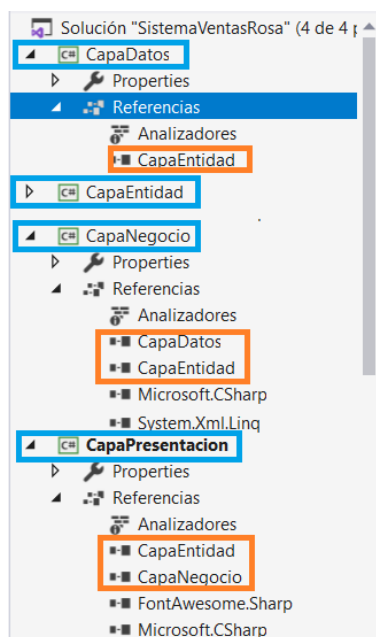 Solución "SistemaVentasRosa" (4 de 4 p
C# CapaDatos
Properties
Referencias
Analizadores
CapaEntidad
C# CapaEntidad
C# CapaNegocio
Properties
Referencias
Analizadores
CapaDatos
CapaEntidad
Microsoft.CSharp
System.Xml.Linq
C# CapaPresentacion
Properties
Referencias
Analizadores
CapaEntidad
CapaNegocio
FontAwesome.Sharp
Microsoft.CSharp